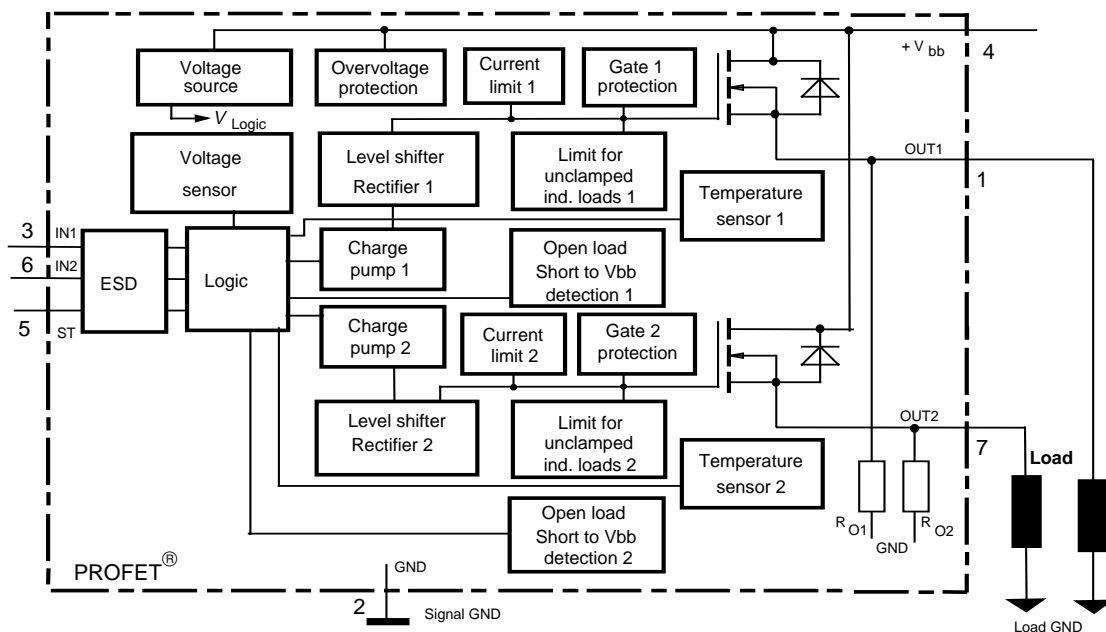 + V bb
4
Voltage
source
Overvoltage
protection
Current
limit 1
Gate 1
protection
V Logic
Voltage
sensor
Level shifter
Rectifier 1
Limit for
unclamped
ind. loads 1
OUT1
1
Temperature
sensor 1
3
IN1
6
IN2
5
ST
ESD
Logic
Charge
pump 1
Open load
Short to Vbb
detection 1
Charge
pump 2
Current
limit 2
Gate 2
protection
Level shifter
Rectifier 2
Limit for
unclamped
ind. loads 2
OUT2
7
Load
Temperature
sensor 2
R O1
GND
R O2
Open load
Short to Vbb
detection 2
PROFET®
GND
2
Signal GND
Load GND